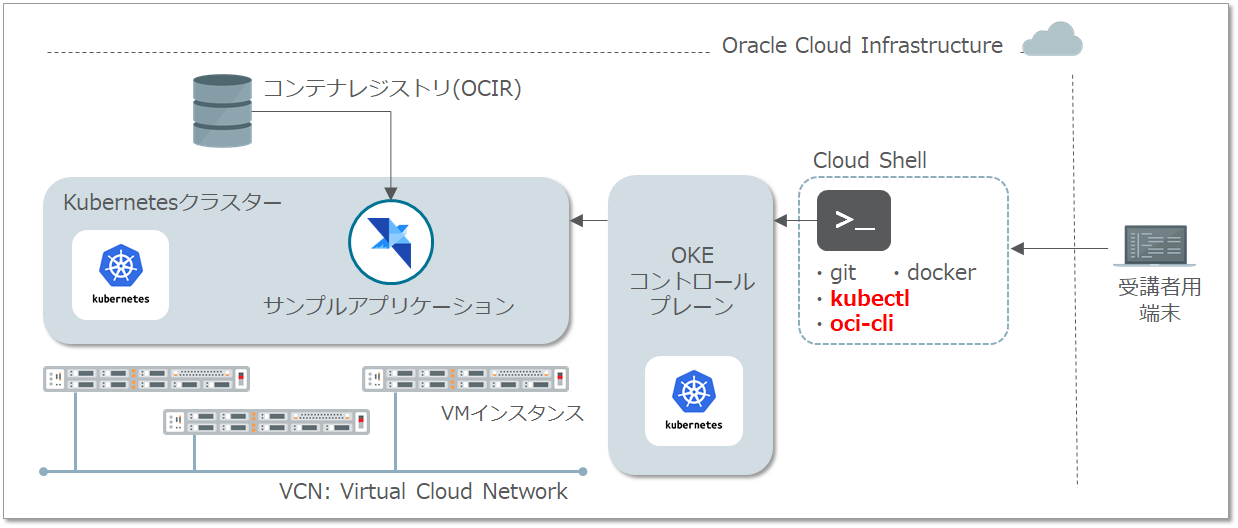 Oracle Cloud Infrastructure
コンテナレジストリ(OCIR)
Kubernetesクラスター
kubernetes
サンプルアプリケーション
VMインスタンス
VCN: Virtual Cloud Network
OKE
コントロール
プレーン
kubernetes
Cloud Shell
>_
・git ・docker
・kubectl
・oci-cli
受講者用
端末